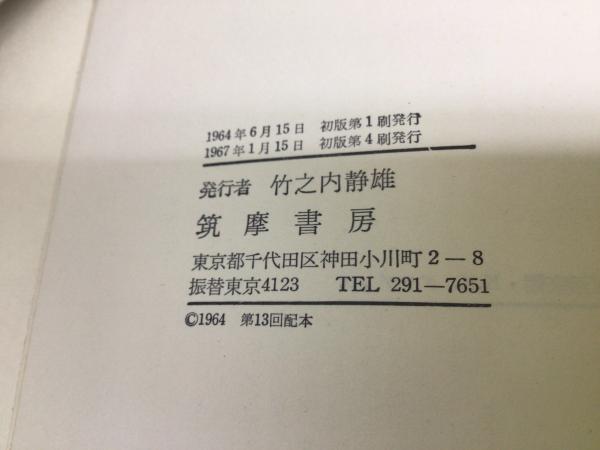 1964年6月15日 初版第1刷発行
1967年1月15日 初版第4刷発行
発行者 竹之内静雄
筑摩書房
東京都千代田区神田小川町2—8
振替東京4123 TEL 291—7651
©1964 第13回配本